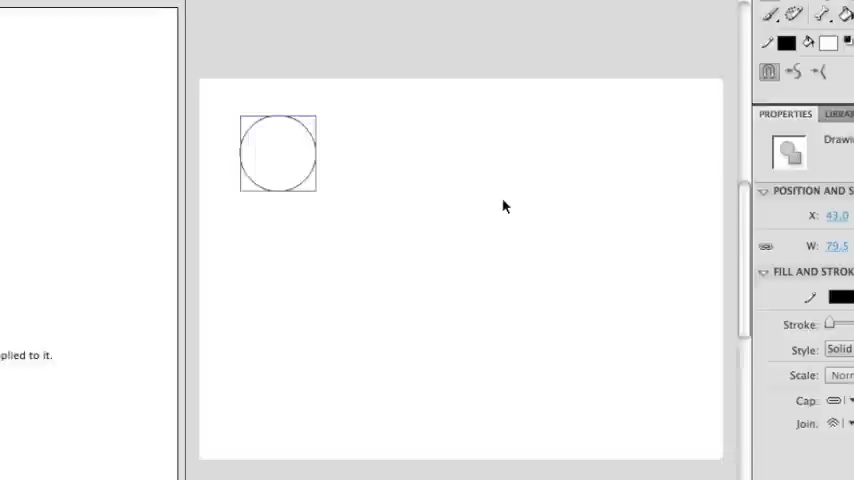 plied to it.
PROPERTIES LIBRA
Drawi
POSITION AND S
X: 43.0
W: 79.5
FILL AND STROK
Stroke:
Style: Solid
Scale: Norr
Cap:
Join: